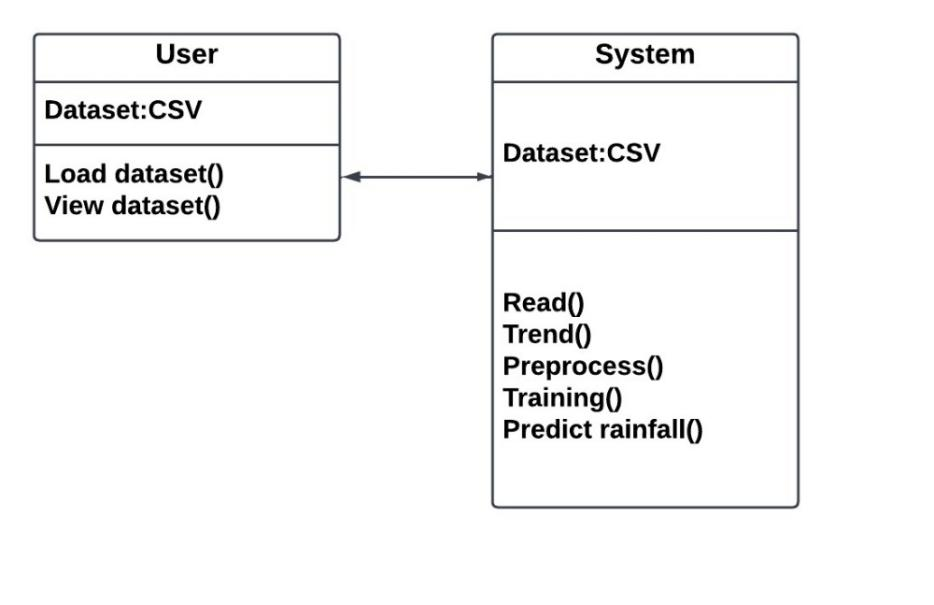 User
Dataset:CSV
Load dataset()
View dataset()
System
Dataset:CSV
Read()
Trend()
Preprocess()
Training()
Predict rainfall()